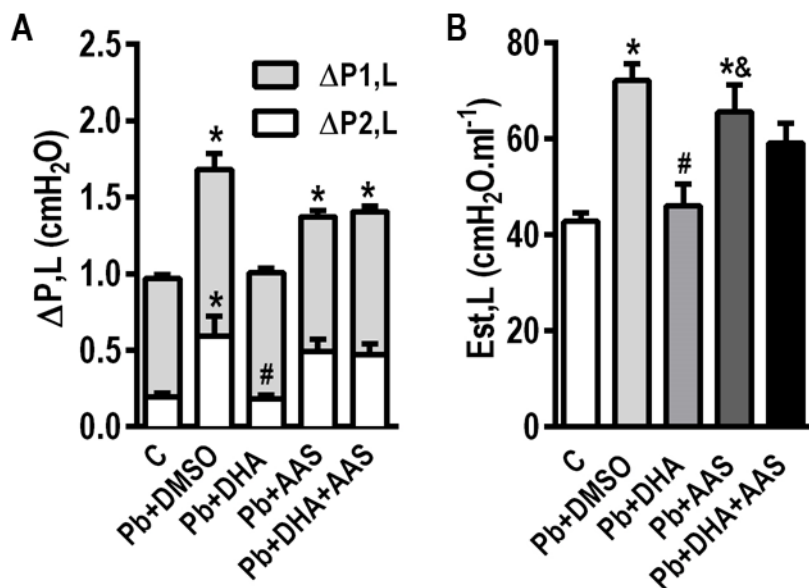 A
ΔP,L (cmH₂O)
2.5
2.0
1.5
1.0
0.5
0.0
ΔP1,L
ΔP2,L
*
*
*
*
#
C
Pb+DMSO
Pb+DHA
Pb+AAS
Pb+DHA+AAS
B
Est,L (cmH₂O.ml⁻¹)
80
60
40
20
0
*
*&
#
C
Pb+DMSO
Pb+DHA
Pb+AAS
Pb+DHA+AAS